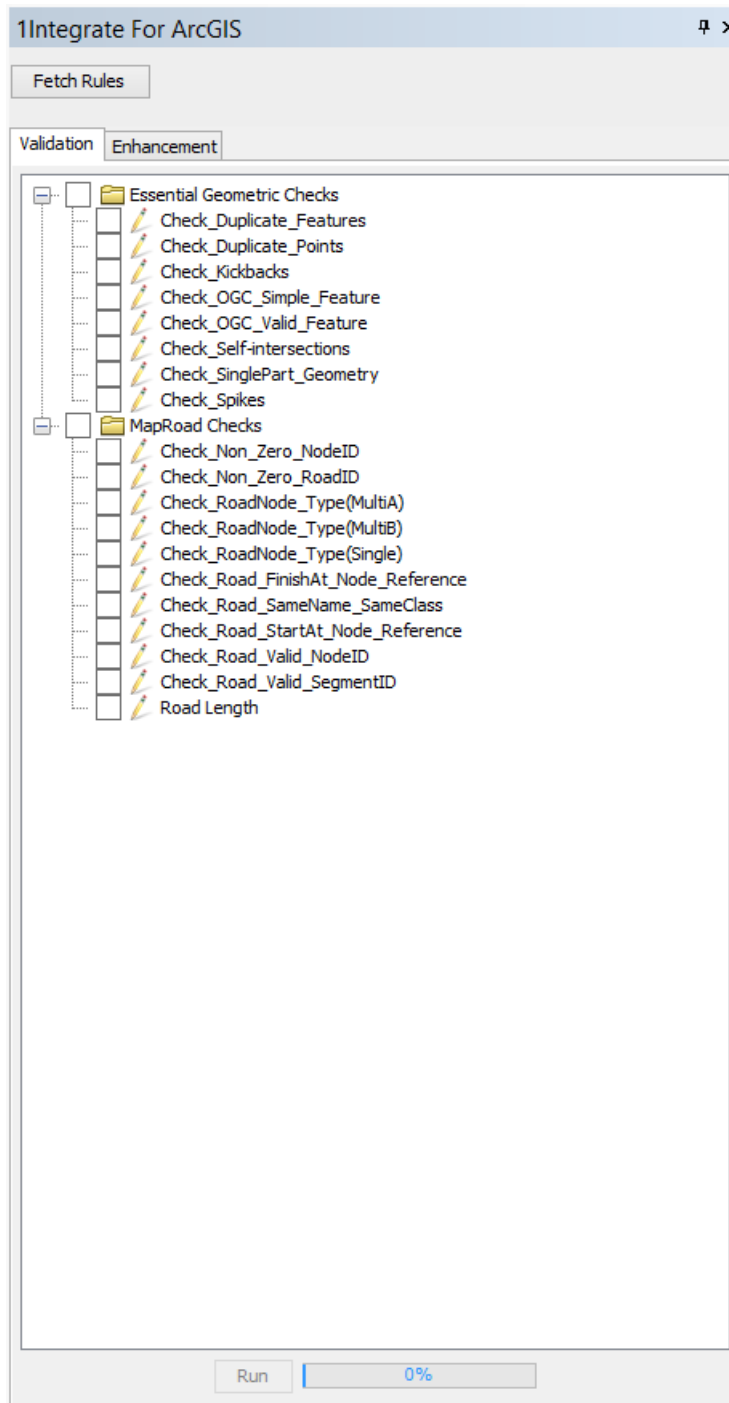 1Integrate For ArcGIS
Fetch Rules
Validation
Enhancement
Essential Geometric Checks
Check_Duplicate_Features
Check_Duplicate_Points
Check_Kickbacks
Check_OGC_Simple_Feature
Check_OGC_Valid_Feature
Check_Self-intersections
Check_SinglePart_Geometry
Check_Spikes
MapRoad Checks
Check_Non_Zero_NodeID
Check_Non_Zero_RoadID
Check_RoadNode_Type(MultiA)
Check_RoadNode_Type(MultiB)
Check_RoadNode_Type(Single)
Check_Road_FinishAt_Node_Reference
Check_Road_SameName_SameClass
Check_Road_StartAt_Node_Reference
Check_Road_Valid_NodeID
Check_Road_Valid_SegmentID
Road Length
Run
0%